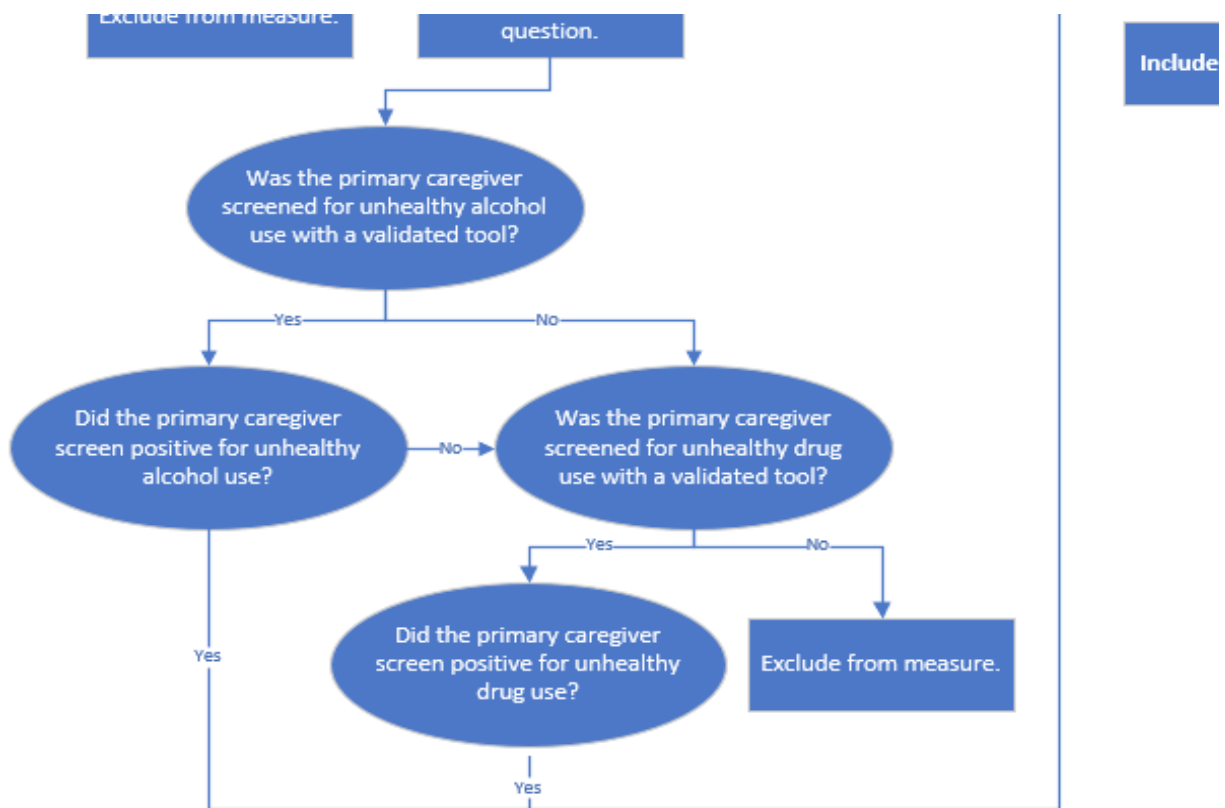 Exclude from measure.
question.
Include
Was the primary caregiver
screened for unhealthy alcohol
use with a validated tool?
Yes
No
Did the primary caregiver
screen positive for unhealthy
alcohol use?
No
Was the primary caregiver
screened for unhealthy drug
use with a validated tool?
Yes
No
Did the primary caregiver
screen positive for unhealthy
drug use?
Exclude from measure.
Yes
Yes